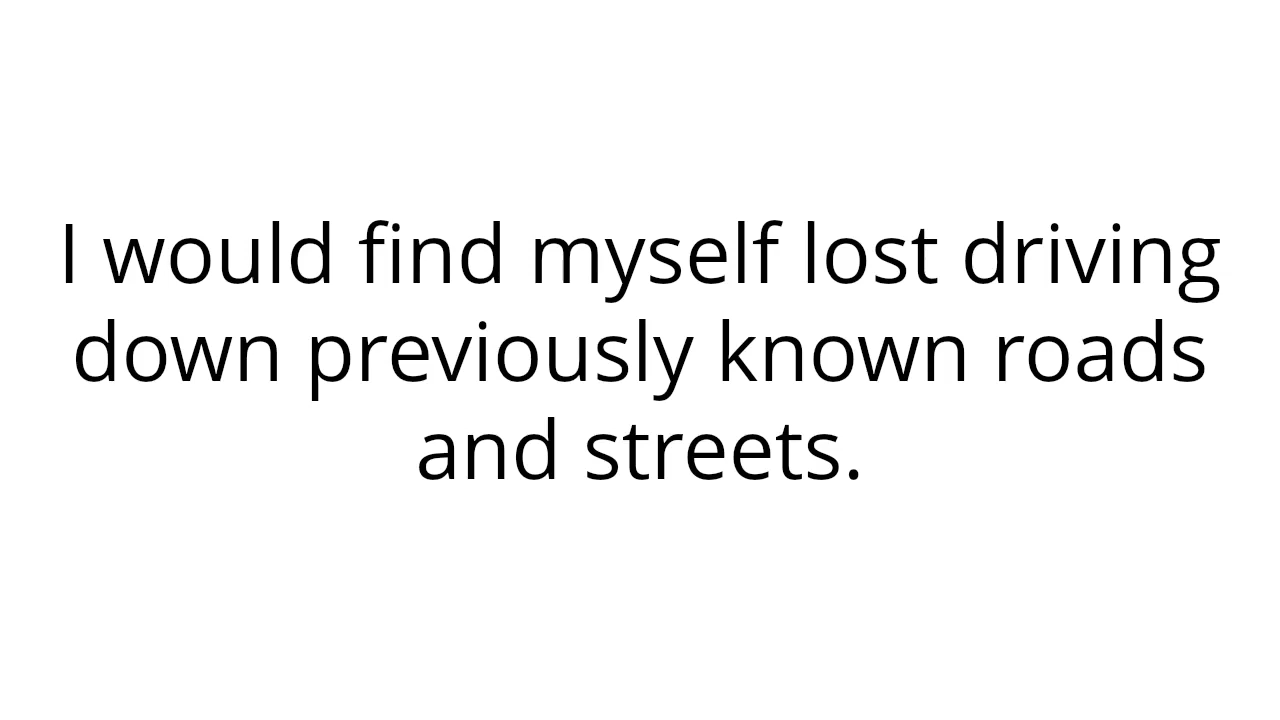 I would find myself lost driving
down previously known roads
and streets.